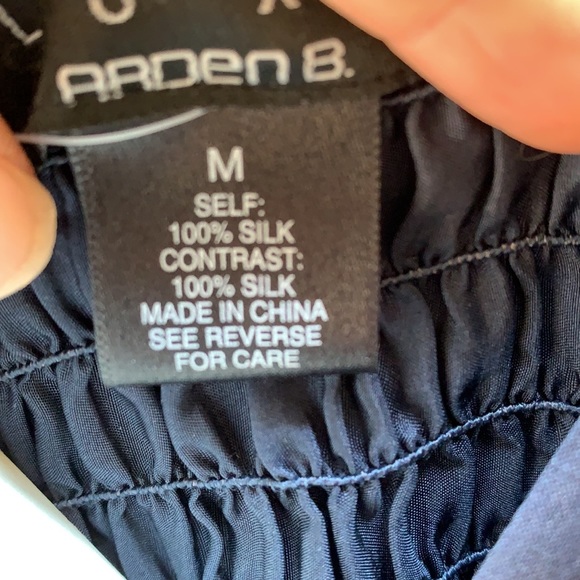 ARDEN B.
M
SELF:
100% SILK
CONTRAST:
100% SILK
MADE IN CHINA
SEE REVERSE
FOR CARE